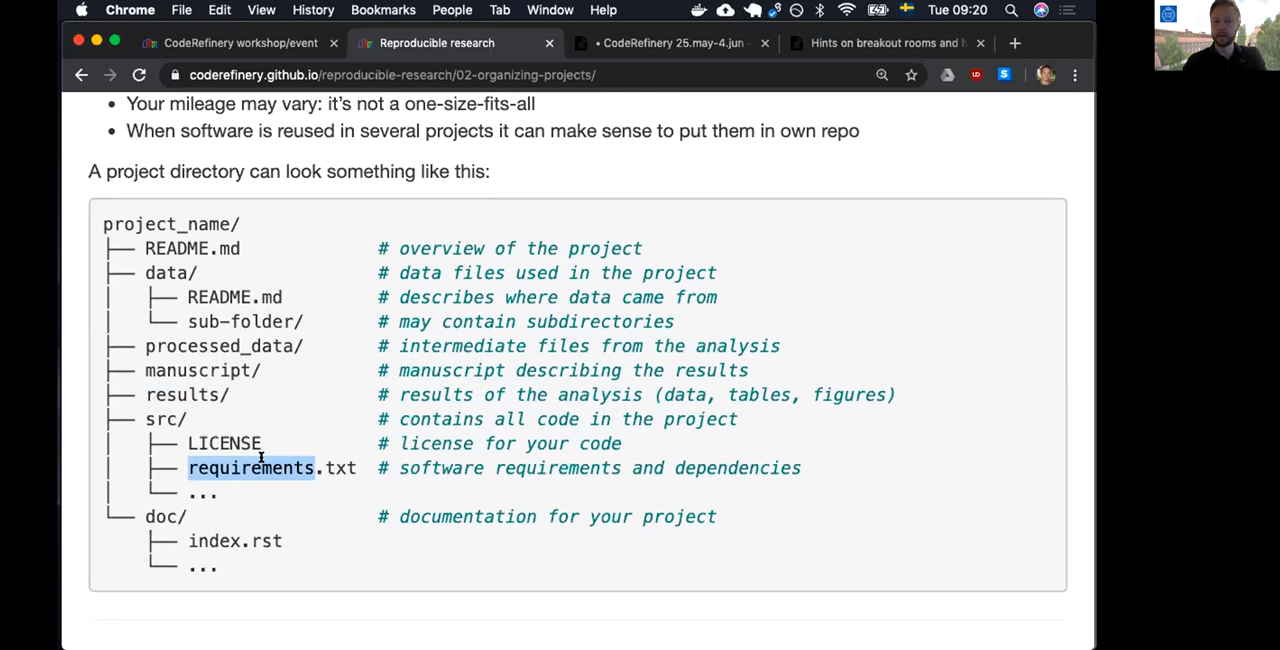 Chrome File Edit View History Bookmarks People Tab Window Help Tue 09:20
CodeRefinery workshop/event Reproducible research • CodeRefinery 25.may-4.jun Hints on breakout rooms and
coderefinery.github.io/reproducible-research/02-organizing-projects/
• Your mileage may vary: it's not a one-size-fits-all
• When software is reused in several projects it can make sense to put them in own repo
A project directory can look something like this:
project_name/
├── README.md # overview of the project
├── data/ # data files used in the project
│   ├── README.md # describes where data came from
│   └── sub-folder/ # may contain subdirectories
├── processed_data/ # intermediate files from the analysis
├── manuscript/ # manuscript describing the results
├── results/ # results of the analysis (data, tables, figures)
├── src/ # contains all code in the project
│   ├── LICENSE # license for your code
│   ├── requirements.txt # software requirements and dependencies
│   └── ...
└── doc/ # documentation for your project
    ├── index.rst
    └── ...